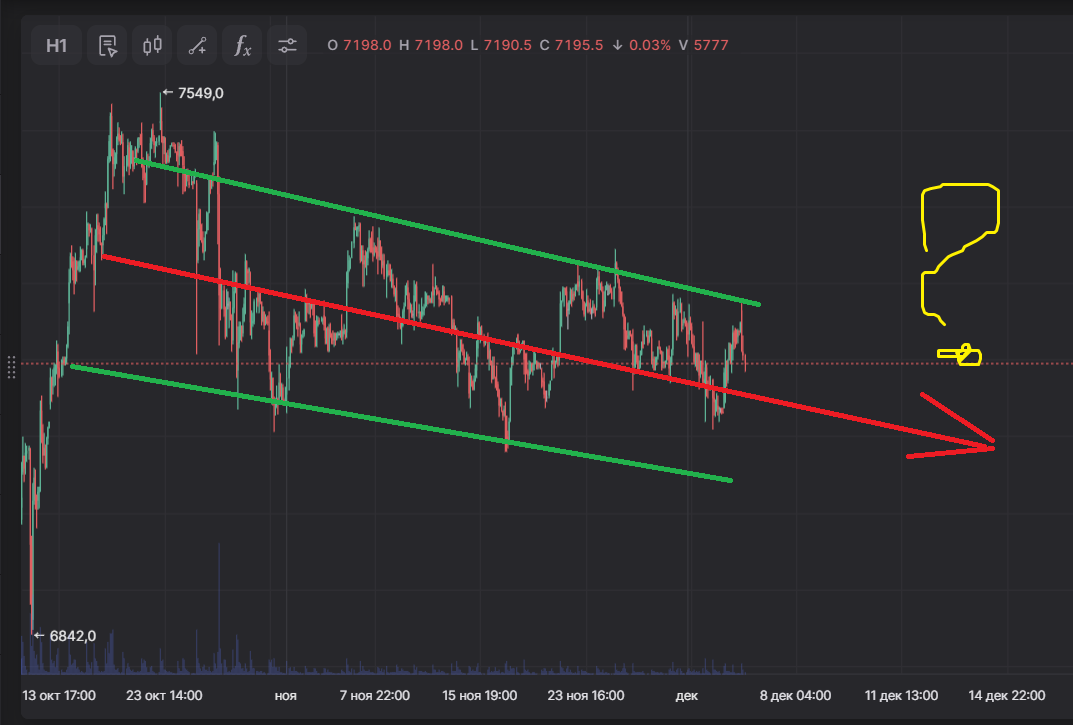 H1 fx O 7198.0 H 7198.0 L 7190.5 C 7195.5 ↓ 0.03% V 5777
← 7549,0
?
← 6842,0
13 окт 17:00 23 окт 14:00 ноя 7 ноя 22:00 15 ноя 19:00 23 ноя 16:00 дек 8 дек 04:00 11 дек 13:00 14 дек 22:00